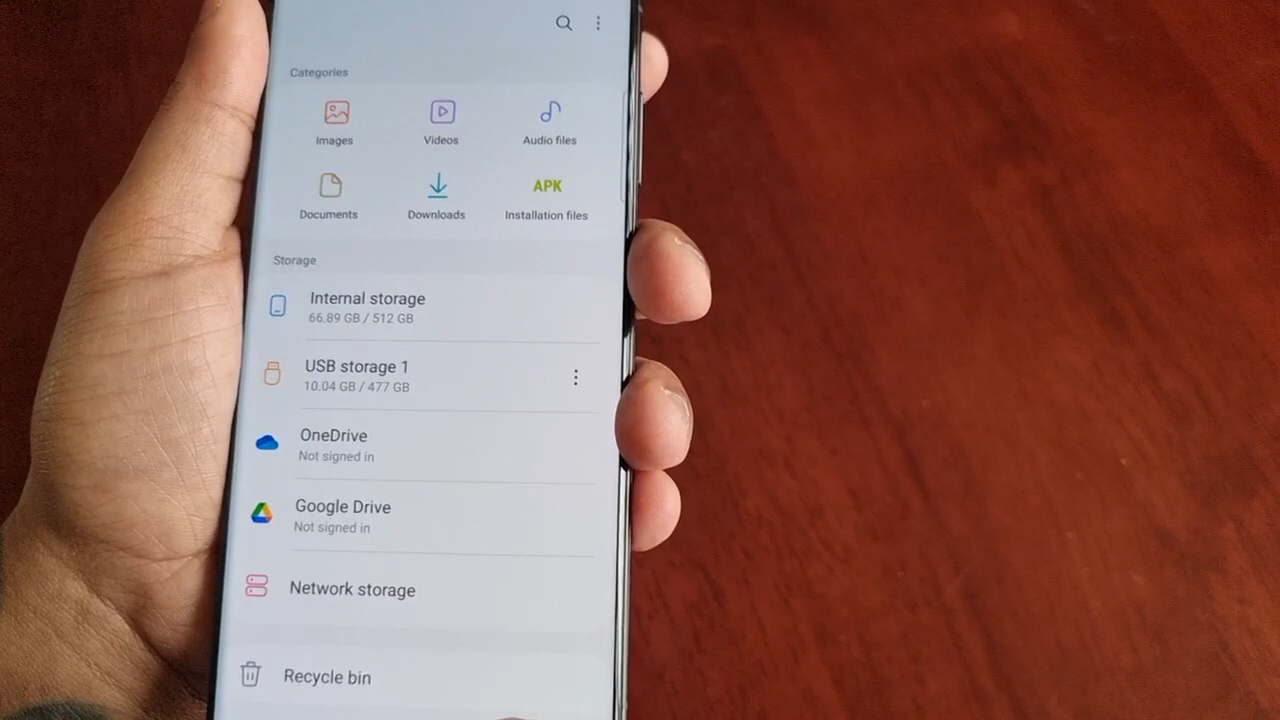 Categories
Images
Videos
Audio files
APK
Documents
Downloads
Installation files
Storage
Internal storage
66.89 GB / 512 GB
USB storage 1
10.04 GB / 477 GB
OneDrive
Not signed in
Google Drive
Not signed in
Network storage
Recycle bin